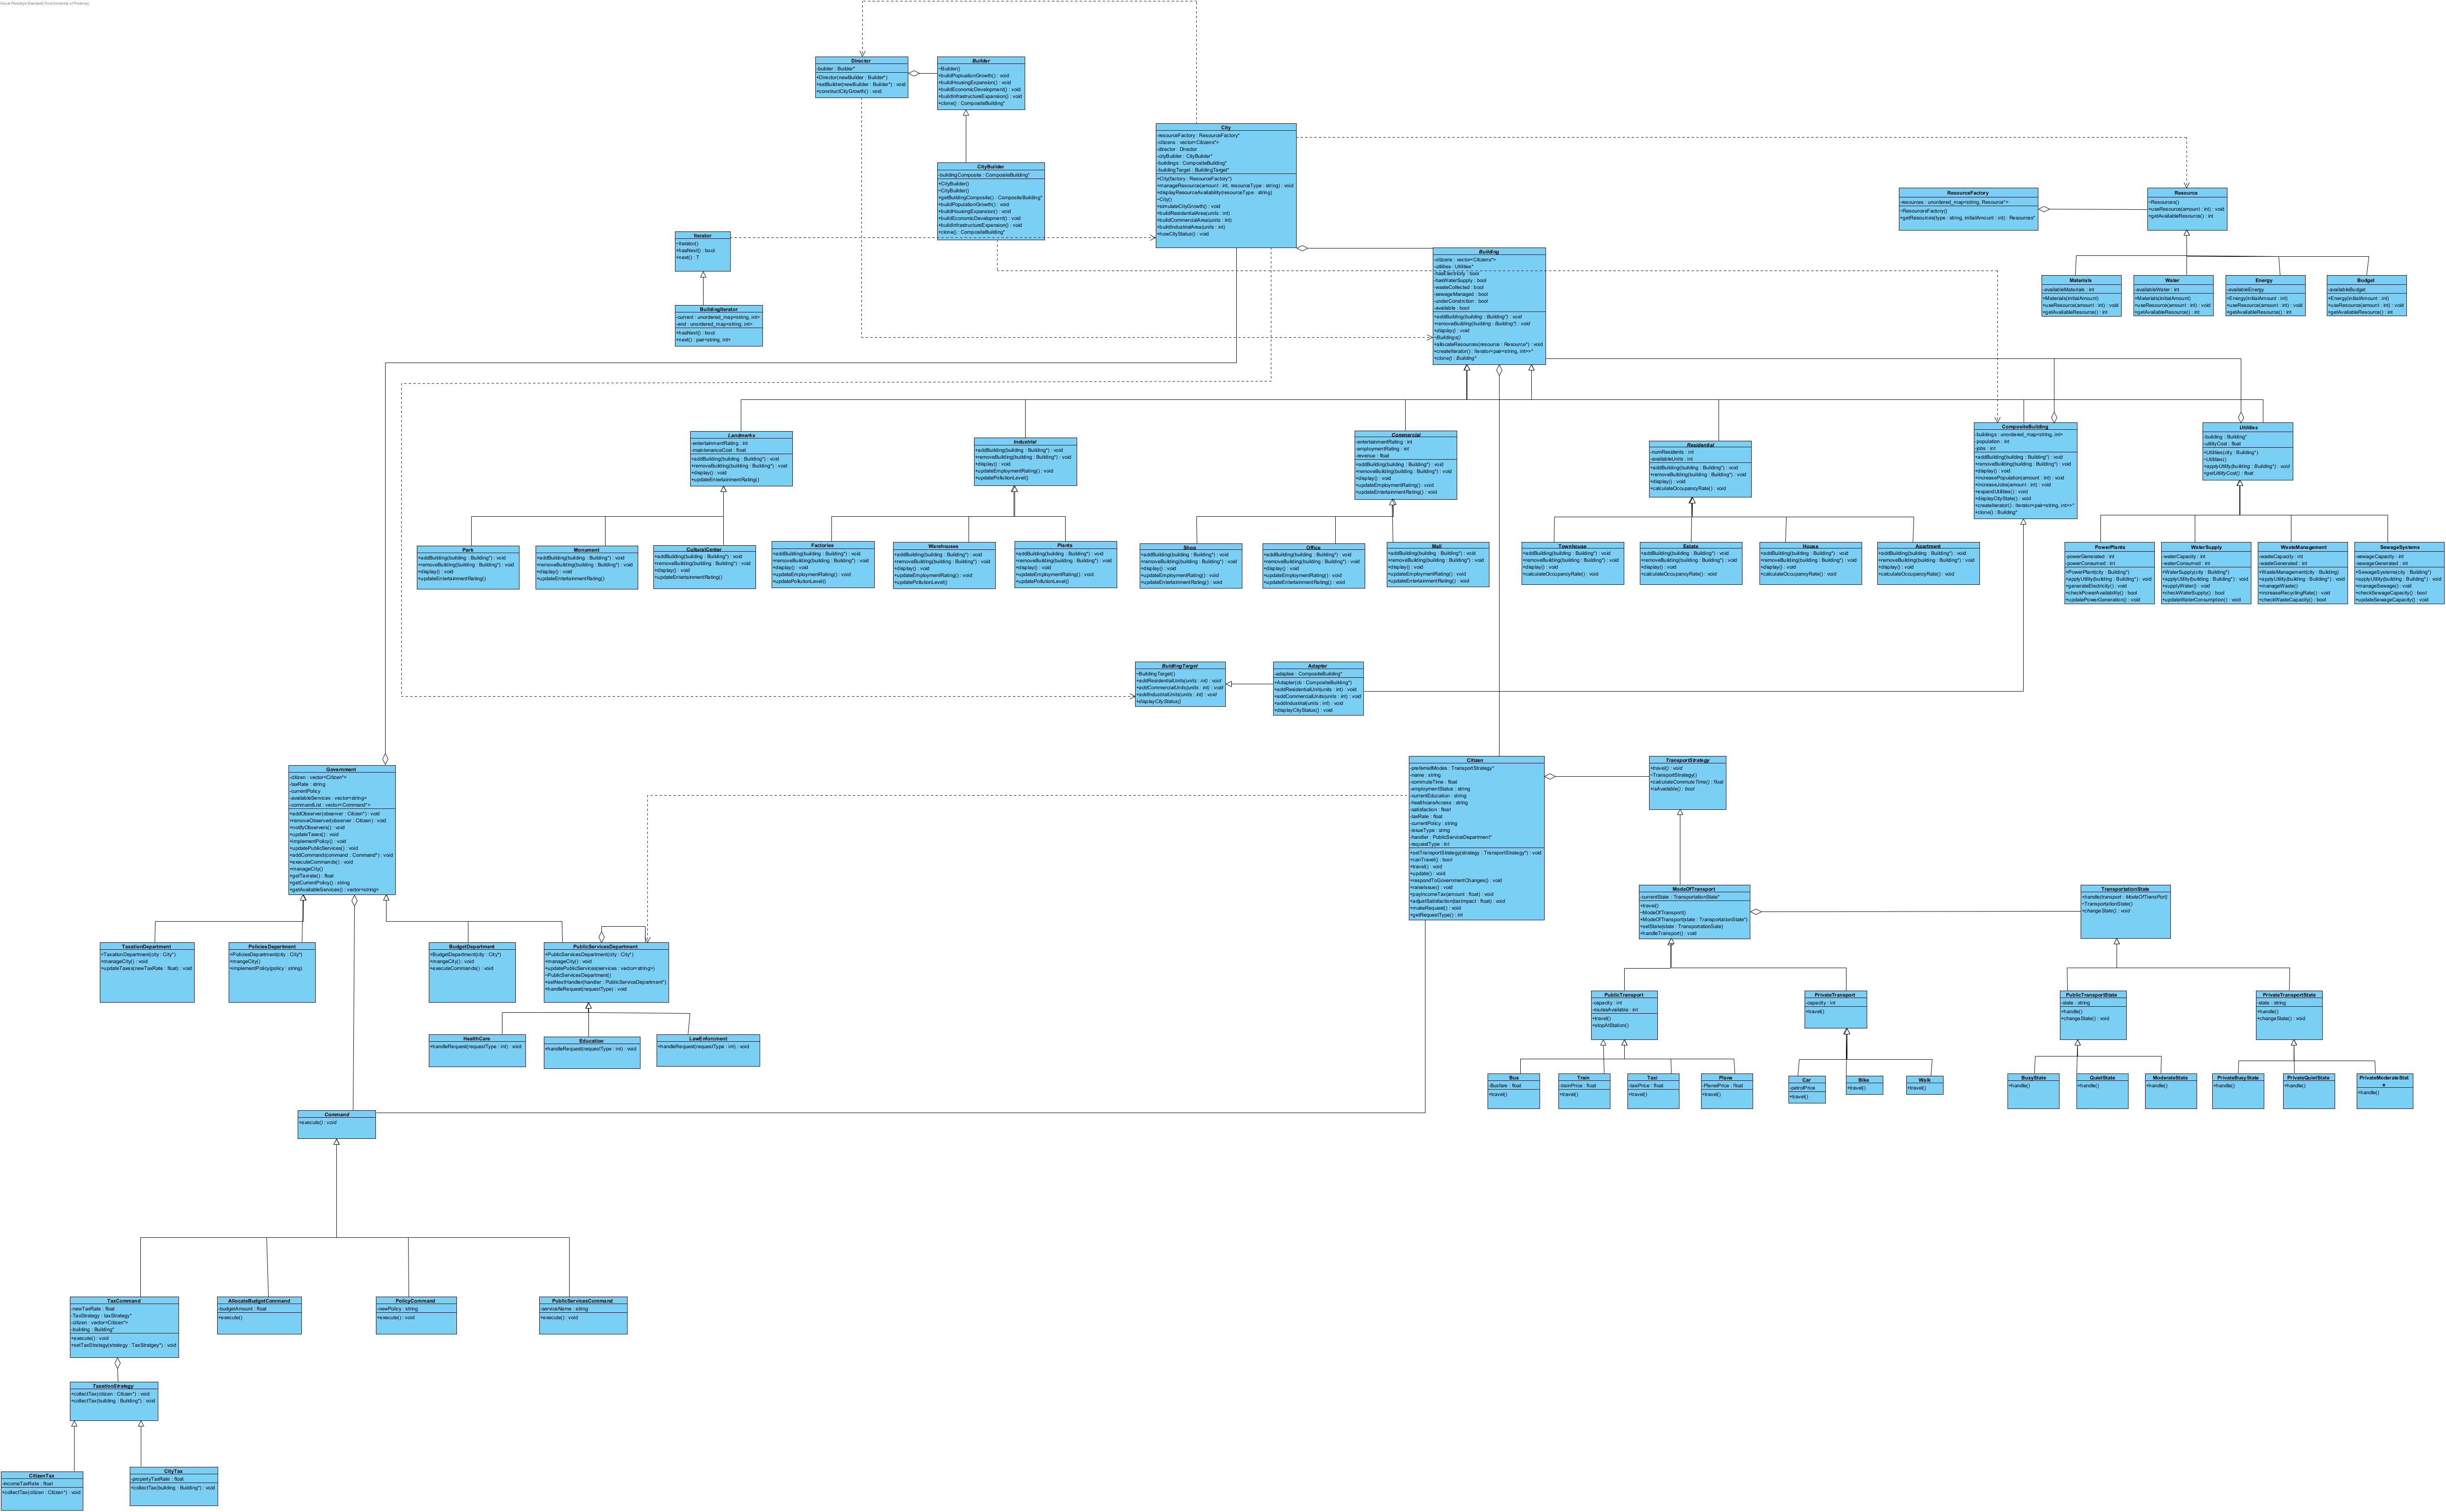 Visual Paradigm Standard(Tina(University of Pretoria))
Director
-builder : Builder*
+Director(newBuilder : Builder*)
+setBuilder(newBuilder : Builder*) : void
+constructCityGrowth() : void
Builder
~Builder()
+buildPopluationGrowth() : void
+buildHousingExpansion() : void
+buildEconomicDevelopment() : void
+buildInfrastructureExpansion() : void
+clone() : CompositeBuilding*
City
-resourceFactory : ResourceFactory*
-citizens : vector<Citizens*>
-director : Director
-cityBuilder : CityBuilder*
-buildings : CompositeBuilding*
-buildingTarget : BuildingTarget*
+City(factory : ResourceFactory*)
+manageResource(amount : int, resourceType : string) : void
+displayResourceAvailability(resourceType : string)
~City()
+simulateCityGrowth() : void
+buildResidentialArea(units : int)
+buildCommercialArea(units : int)
+buildIndustrialArea(units : int)
+howCityStatus() : void
CityBuilder
-buildingComposite : CompositeBuilding*
+CityBuilder()
~CityBuilder()
+getBuildingComposite() : CompositeBuilding*
+buildPopulationGrowth() : void
+buildHousingExpansion() : void
+buildEconomicDevelopment() : void
+buildInfrastructureExpansion() : void
+clone() : CompositeBuilding*
ResourceFactory
-resources : unordered_map<string, Resource*>
~ResourcesFactory()
+getResources(type : string, initialAmount : int) : Resources*
Resource
~Resources()
+useResource(amount : int) : void
+getAvailableResource() : int
Iterator
~Iterator()
+hasNext() : bool
+next() : T
BuildingIterator
-current : unordered_map<string, int>
-end : unordered_map<string, int>
+hasNext() : bool
+next() : pair<string, int>
Building
-citizens : vector<Citizens*>
-utilities : Utilities*
-hasElectricity : bool
-hasWaterSupply : bool
-wasteCollected : bool
-sewageManaged : bool
-underConstrction : bool
-available : bool
+addBuilding(building : Building*) : void
+removeBuilding(building : Building*) : void
+display() : void
~Buildings()
+allocateResources(resource : Resource*) : void
+createIterator() : Iterator<pair<string, int>>*
+clone() : Building*
Materials
-availableMaterials : int
+Materials(initialAmount)
+useResource(amount : int) : void
+getAvailableResource() : int
Water
-availableWater : int
+Materials(initialAmount)
+useResource(amount : int) : void
+getAvailableResource() : int
Energy
-availableEnergy
+Energy(initialAmount : int)
+useResource(amount : int) : void
+getAvailableResource() : int
Budget
-availableBudget
+Energy(initialAmount : int)
+useResource(amount : int) : void
+getAvailableResource() : int
Landmarks
-entertainmentRating : int
-maintenanceCost : float
+addBuilding(building : Building*) : void
+removeBuilding(building : Building*) : void
+display() : void
+updateEntertainmentRating()
Industrial
+addBuilding(building : Building*) : void
+removeBuilding(building : Building*) : void
+display() : void
+updateEmploymentRating() : void
+updatePollutionLevel()
Commercial
-entertainmentRating : int
-employmentRating : int
-revenue : float
+addBuilding(building : Building*) : void
+removeBuilding(building : Building*) : void
+display() : void
+updateEmploymentRating() : void
+updateEntertainmentRating() : void
Residential
-numResidents : int
-availableUnits : int
+addBuilding(building : Building*) : void
+removeBuilding(building : Building*) : void
+display() : void
+calculateOccupancyRate() : void
CompositeBuilding
-buildings : unordered_map<string, int>
-population : int
-jobs : int
+addBuilding(building : Building*) : void
+removeBuilding(building : Building*) : void
+display() : void
+increasePopulation(amount : int) : void
+increaseJobs(amount : int) : void
+expandUtilities() : void
+displayCityState() : void
+createIterator() : Iterator<pair<string, int>>*
+clone() : Building*
Utilities
-building : Building*
-utilityCost : float
+Utilities(city : Building*)
~Utilities()
+applyUtility(building : Building*) : void
+getUtilityCost() : float
Park
+addBuilding(building : Building*) : void
+removeBuilding(building : Building*) : void
+display() : void
+updateEntertainmentRating()
Monument
+addBuilding(building : Building*) : void
+removeBuilding(building : Building*) : void
+display() : void
+updateEntertainmentRating()
CulturalCenter
+addBuilding(building : Building*) : void
+removeBuilding(building : Building*) : void
+display() : void
+updateEntertainmentRating()
Factories
+addBuilding(building : Building*) : void
+removeBuilding(building : Building*) : void
+display() : void
+updateEmploymentRating() : void
+updatePollutionLevel()
Warehouses
+addBuilding(building : Building*) : void
+removeBuilding(building : Building*) : void
+display() : void
+updateEmploymentRating() : void
+updatePollutionLevel()
Plants
+addBuilding(building : Building*) : void
+removeBuilding(building : Building*) : void
+display() : void
+updateEmploymentRating() : void
+updatePollutionLevel()
Shop
+addBuilding(building : Building*) : void
+removeBuilding(building : Building*) : void
+display() : void
+updateEmploymentRating() : void
+updateEntertainmentRating() : void
Office
+addBuilding(building : Building*) : void
+removeBuilding(building : Building*) : void
+display() : void
+updateEmploymentRating() : void
+updateEntertainmentRating() : void
Mall
+addBuilding(building : Building*) : void
+removeBuilding(building : Building*) : void
+display() : void
+updateEmploymentRating() : void
+updateEntertainmentRating() : void
Townhouse
+addBuilding(building : Building*) : void
+removeBuilding(building : Building*) : void
+display() : void
+calculateOccupancyRate() : void
Estate
+addBuilding(building : Building*) : void
+removeBuilding(building : Building*) : void
+display() : void
+calculateOccupancyRate() : void
House
+addBuilding(building : Building*) : void
+removeBuilding(building : Building*) : void
+display() : void
+calculateOccupancyRate() : void
Apartment
+addBuilding(building : Building*) : void
+removeBuilding(building : Building*) : void
+display() : void
+calculateOccupancyRate() : void
PowerPlants
-powerGenerated : int
-powerConsumed : int
+PowerPlant(city : Building*)
+applyUtility(building : Building*) : void
+generateElectricity() : void
+checkPowerAvailability() : bool
+updatePowerGeneration() : void
WaterSupply
-waterCapacity : int
-waterConsumed : int
+WaterSupply(city : Building*)
+applyUtility(building : Building*) : void
+supplyWater() : void
+checkWaterSupply() : bool
+updateWaterConsumption() : void
WasteManagement
-wasteCapacity : int
-wasteGenerated : int
+WasteManagement(city : Building)
+applyUtility(building : Building*) : void
+manageWaste()
+increaseRecyclingRate() : void
+checkWasteCapacity() : bool
SewageSystems
-sewageCapacity : int
-sewageGenerated : int
+SewageSystems(city : Building*)
+applyUtility(building : Building*) : void
+manageSewage() : void
+checkSewageCapacity() : bool
+updateSewageCapacity() : void
BuildingTarget
~BuildingTarget()
+addResidentialUnits(units : int) : void
+addCommercialUnits(units : int) : void
+addIndustrialUnits(units : int) : void
+displayCityStatus()
Adapter
-adaptee : CompositeBuilding*
+Adapter(cb : CompositeBuilding*)
+addResidentialUnit(units : int) : void
+addCommercialUnits(units : int) : void
+addIndustrial(units : int) : void
+displayCityStatus() : void
Government
-citizen : vector<Citizen*>
-taxRate : string
-currentPolicy
-availableServices : vector<string>
-commandList : vector<Command*>
+addObserver(observer : Citizen*) : void
+removeObserver(observer : Citizen) : void
+notifyObservers() : void
+updateTaxes() : void
+implementPolicy() : void
+updatePublicServices() : void
+addCommand(command : Command*) : void
+executeCommands() : void
+manageCity()
+getTaxrate() : float
+getCurrentPolicy() : string
+getAvailableServices() : vector<string>
Citizen
-preferredModes : TransportStrategy*
-name : string
-commuteTime : float
-employmentStatus : string
-currentEducation : string
-healthcareAccess : string
-satisfaction : float
-taxRate : float
-currentPolicy : string
-issueType : string
-handler : PublicServiceDepartment*
-requestType : int
+setTransportStrategy(strategy : TransportStrategy*) : void
+canTravel() : bool
+travel() : void
+update() : void
+respondToGovernmentChanges() : void
+raiseIssue() : void
+payIncomeTax(amount : float) : void
+adjustSatisfaction(taxImpact : float) : void
+makeRequest() : void
+getRequestType() : int
TransportStrategy
+travel() : void
~TransportStrategy()
+calculateCommuteTime() : float
+isAvailable() : bool
ModeOfTransport
-currentState : TransportationState*
+travel()
~ModeOfTransport()
+ModeOfTransport(state : TransportationState*)
+setState(state : TransportationSate)
+handleTransport() : void
TransportationState
+handle(transport : ModeOfTransPort)
~TransportationState()
+changeState() : void
TaxationDepartment
+TaxationDepartment(city : City*)
+manageCity() : void
+updateTaxes(newTaxRate : float) : void
PoliciesDepartment
+PoliciesDepartment(city : City*)
+mangeCity()
+implementPolicy(policy : string)
BudgetDepartment
+BudgetDepartment(city : City*)
+mangeCity() : void
+executeCommands() : void
PublicServicesDepartment
+PublicServicesDepartment(city : City*)
+manageCity() : void
+updatePublicServices(services : vector<string>)
~PublicServicesDepartment()
+setNextHandler(handler : PublicServiceDepartment*)
+handleRequest(requestType) : void
PublicTransport
-capacity : int
-routesAvailable : int
+travel()
+stopAtStation()
PrivateTransport
-capacity : int
+travel()
PublicTransportState
-state : string
+handle()
+changeState() : void
PrivateTransportState
-state : string
+handle()
+changeState() : void
HealthCare
+handleRequest(requestType : int) : void
Education
+handleRequest(requestType : int) : void
LawEnforcment
+handleRequest(requestType : int) : void
Bus
-Busfare : float
+travel()
Train
-trainPrice : float
+travel()
Taxi
-taxiPrice : float
+travel()
Plane
-PlanePrice : float
+travel()
Car
-petrolPrice
+travel()
Bike
+travel()
Walk
+travel()
BusyState
+handle()
QuietState
+handle()
ModerateState
+handle()
PrivateBusyState
+handle()
PrivateQuietState
+handle()
PrivateModerateStat
e
+handle()
Command
+execute() : void
TaxCommand
-newTaxRate : float
-TaxStrategy : taxStrategy*
-citizen : vector<Citizen*>
-building : Building*
+execute() : void
+setTaxStrategy(strategy : TaxStratgey*) : void
AllocateBudgetCommand
-budgetAmount : float
+execute()
PolicyCommand
-newPolicy : string
+execute() : void
PublicServicesCommand
-serviceName : string
+execute() : void
TaxationStrategy
+collectTax(citizen : Citizen*) : void
+collectTax(building : Building*) : void
CitizenTax
-incomeTaxRate : float
+collectTax(citizen : Citizen*) : void
CityTax
-propertyTaxRate : float
+collectTax(building : Building*) : void